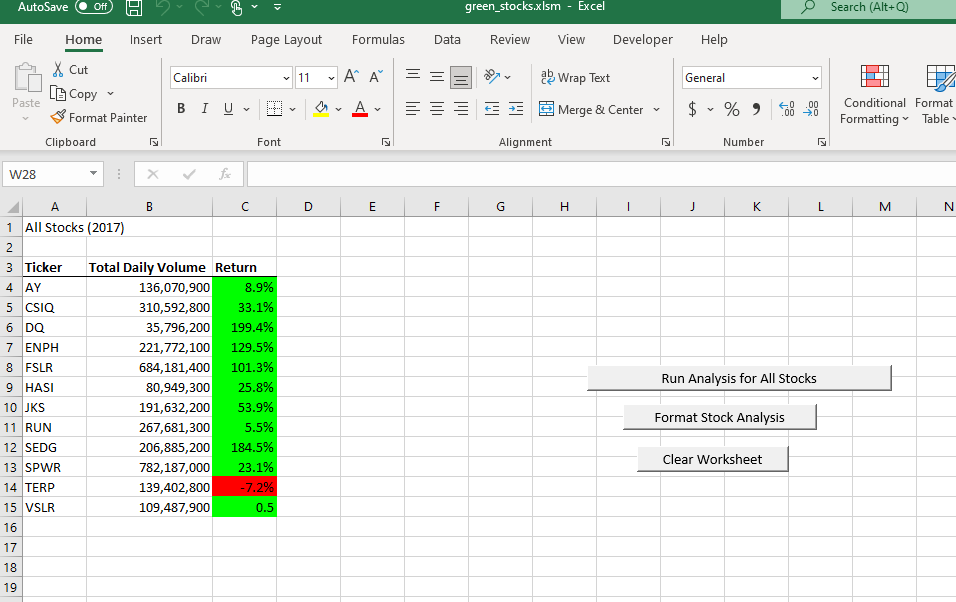 AutoSave Off green_stocks.xlsm - Excel Search (Alt+Q)
File Home Insert Draw Page Layout Formulas Data Review View Developer Help
Cut
Copy
Paste
Format Painter
Clipboard
Calibri 11
B I U
Font
Wrap Text
Merge & Center
Alignment
General
$ % 9 .00 .00
Number
Conditional
Formatting
Format
Table
W28 fx
A B C D E F G H I J K L M N
1 All Stocks (2017)
2
3 Ticker Total Daily Volume Return
4 AY 136,070,900 8.9%
5 CSIQ 310,592,800 33.1%
6 DQ 35,796,200 199.4%
7 ENPH 221,772,100 129.5%
8 FSLR 684,181,400 101.3%
Run Analysis for All Stocks
9 HASI 80,949,300 25.8%
10 JKS 191,632,200 53.9%
Format Stock Analysis
11 RUN 267,681,300 5.5%
12 SEDG 206,885,200 184.5%
Clear Worksheet
13 SPWR 782,187,000 23.1%
14 TERP 139,402,800 -7.2%
15 VSLR 109,487,900 0.5
16
17
18
19